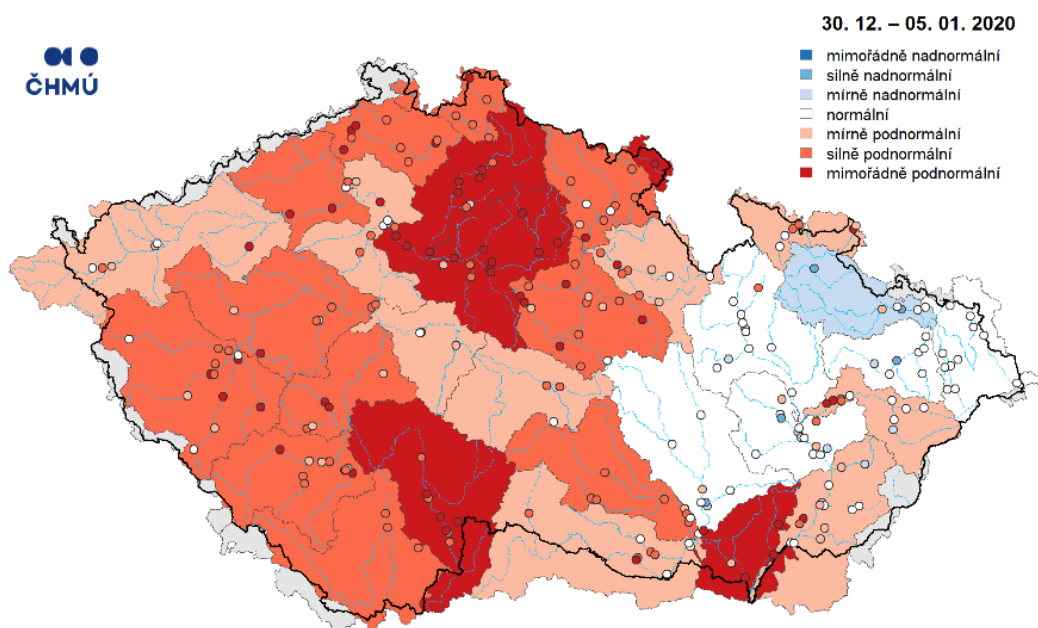 30. 12. – 05. 01. 2020
ČHMÚ
mimořádně nadnormální
silně nadnormální
mírně nadnormální
normální
mírně podnormální
silně podnormální
mimořádně podnormální